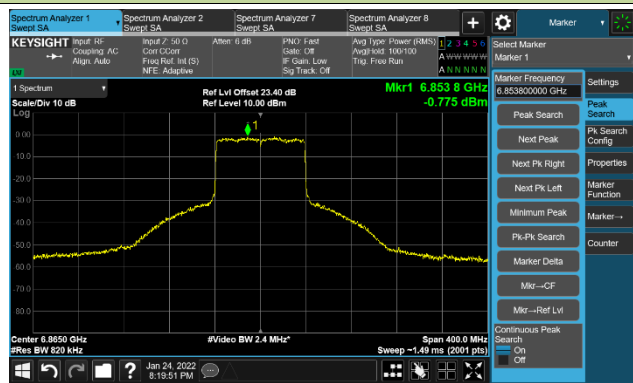 Spectrum Analyzer 1
Swept SA
Spectrum Analyzer 2
Swept SA
Spectrum Analyzer 7
Swept SA
Spectrum Analyzer 8
Swept SA
+
Marker
KEYSIGHT
Input: RF
Coupling: AC
Align: Auto
Input Z: 50 Ω
Corr CCorr
Freq Ref: Int (S)
NFE: Adaptive
Atten: 6 dB
PNO: Fast
Gate: Off
IF Gain: Low
Sig Track: Off
Avg Type: Power (RMS)
Avg|Hold: 100/100
Trig: Free Run
1 2 3 4 5 6
A W W W W W
A N N N N N
LVI
Select Marker
Marker 1
1 Spectrum
Scale/Div 10 dB
Log
Ref Lvl Offset 23.40 dB
Ref Level 10.00 dBm
Mkr1 6.853 8 GHz
-0.775 dBm
1
0.00
-10.0
-20.0
-30.0
-40.0
-50.0
-60.0
-70.0
-80.0
Center 6.8650 GHz
#Res BW 820 kHz
#Video BW 2.4 MHz*
Span 400.0 MHz
Sweep ~1.49 ms (2001 pts)
Marker Frequency
6.853800000 GHz
Peak Search
Next Peak
Next Pk Right
Next Pk Left
Minimum Peak
Pk-Pk Search
Marker Delta
Mkr→CF
Mkr→Ref Lvl
Continuous Peak
Search
On
Off
Settings
Peak
Search
Pk Search
Config
Properties
Marker
Function
Marker→
Counter
?
Jan 24, 2022
8:19:51 PM